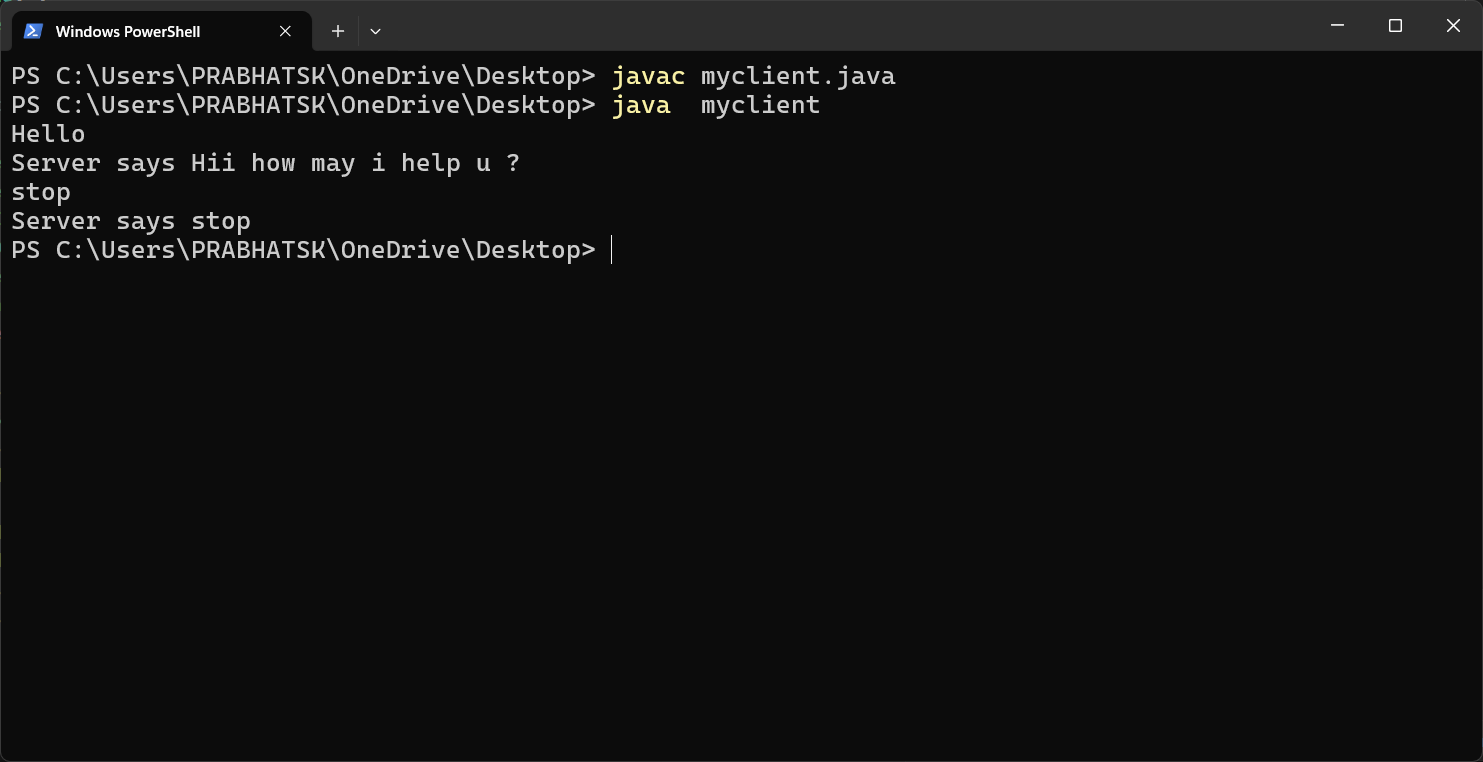 Windows PowerShell
PS C:\Users\PRABHATSK\OneDrive\Desktop> javac myclient.java
PS C:\Users\PRABHATSK\OneDrive\Desktop> java  myclient
Hello
Server says Hii how may i help u ?
stop
Server says stop
PS C:\Users\PRABHATSK\OneDrive\Desktop>